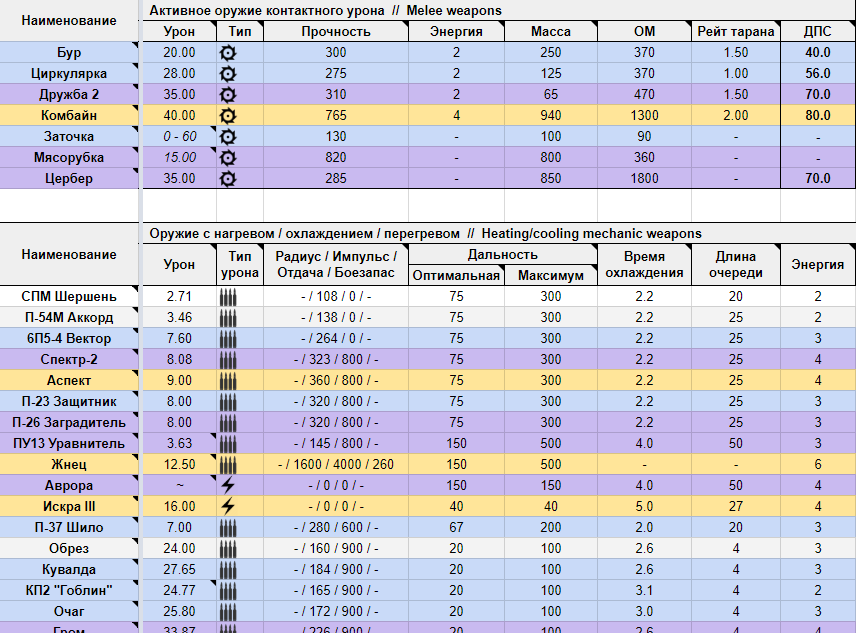 Наименование Активное оружие контактного урона // Melee weapons
Урон Тип Прочность Энергия Масса ОМ Рейт тарана ДПС
Бур 20.00 300 2 250 370 1.50 40.0
Циркулярка 28.00 275 2 125 370 1.00 56.0
Дружба 2 35.00 310 2 65 470 1.50 70.0
Комбайн 40.00 765 4 940 1300 2.00 80.0
Заточка 0 - 60 130 - 100 90 - -
Мясорубка 15.00 820 - 800 360 - -
Цербер 35.00 285 - 850 1800 - 70.0
Наименование Оружие с нагревом / охлаждением / перегревом // Heating/cooling mechanic weapons
Урон Тип урона Радиус / Импульс / Отдача / Боезапас Дальность Время охлаждения Длина очереди Энергия
Оптимальная Максимум
СПМ Шершень 2.71 - / 108 / 0 / - 75 300 2.2 20 2
П-54М Аккорд 3.46 - / 138 / 0 / - 75 300 2.2 25 2
6П5-4 Вектор 7.60 - / 264 / 0 / - 75 300 2.2 25 3
Спектр-2 8.08 - / 323 / 800 / - 75 300 2.2 25 4
Аспект 9.00 - / 360 / 800 / - 75 300 2.2 25 4
П-23 Защитник 8.00 - / 320 / 800 / - 75 300 2.2 25 3
П-26 Заградитель 8.00 - / 320 / 800 / - 75 300 2.2 25 3
ПУ13 Уравнитель 3.63 - / 145 / 800 / - 150 500 4.0 50 3
Жнец 12.50 - / 1600 / 4000 / 260 150 500 - - 6
Аврора ~ - / 0 / 0 / - 150 150 4.0 50 4
Искра III 16.00 - / 0 / 0 / - 40 40 5.0 27 4
П-37 Шило 7.00 - / 280 / 600 / - 67 200 2.0 20 3
Обрез 24.00 - / 160 / 900 / - 20 100 2.6 4 3
Кувалда 27.65 - / 184 / 900 / - 20 100 2.6 4 3
КП2 "Гоблин" 24.77 - / 165 / 900 / - 20 100 3.1 4 2
Очаг 25.80 - / 172 / 900 / - 20 100 3.0 4 3
Гром 33.87 - / 226 / 900 / - 20 100 2.6 4 4